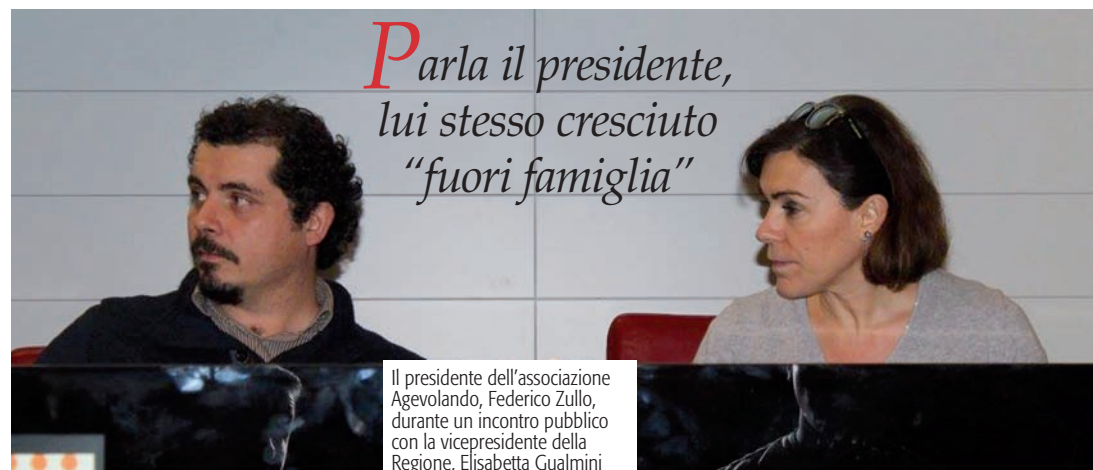 Parla il presidente,
lui stesso cresciuto
“fuori famiglia”
Il presidente dell’associazione
Agevolando, Federico Zullo,
durante un incontro pubblico
con la vicepresidente della
Regione, Elisabetta Gualmini